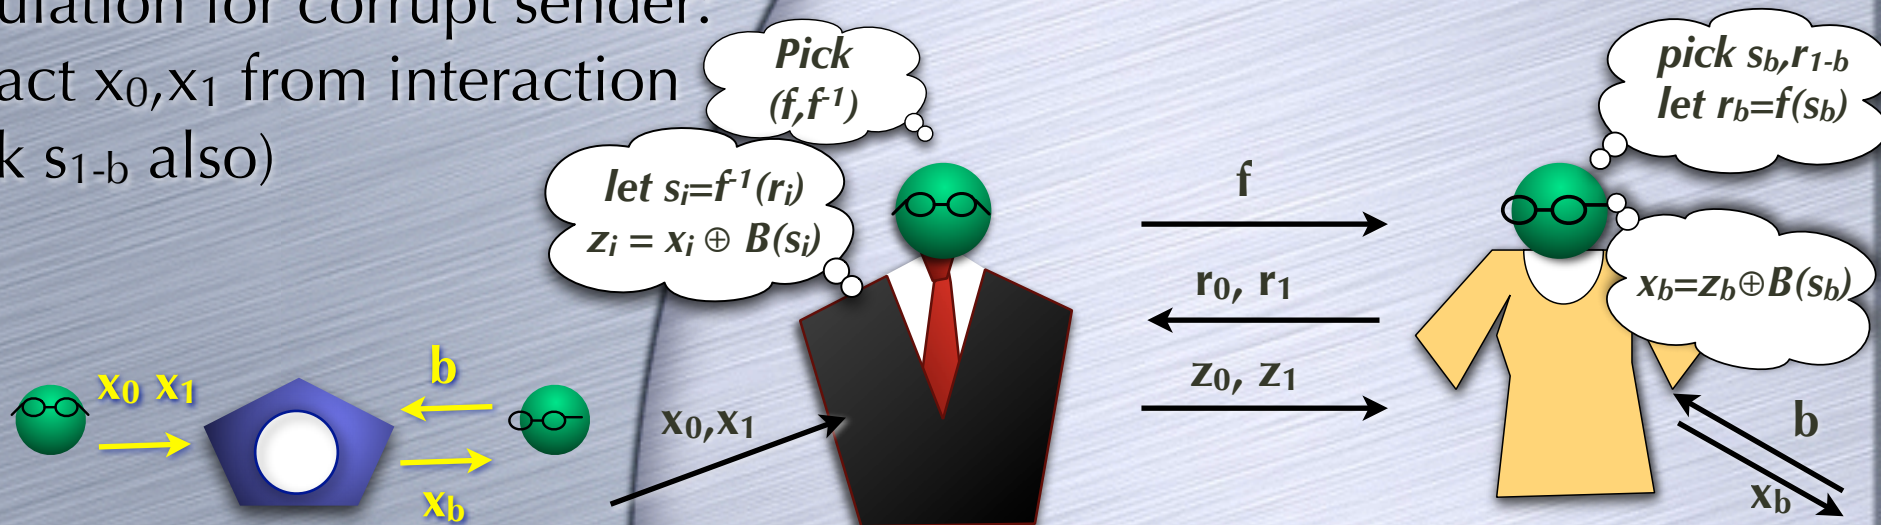 ulation for corrupt sender.
act x₀,x₁ from interaction
k s₁₋b also)
Pick
(f,f⁻¹)
let sᵢ=f⁻¹(rᵢ)
zᵢ = xᵢ ⊕ B(sᵢ)
pick s_b,r₁₋b
let r_b=f(s_b)
x_b=z_b⊕B(s_b)
f
r₀, r₁
z₀, z₁
x₀ x₁
b
x_b
x₀,x₁
b
x_b